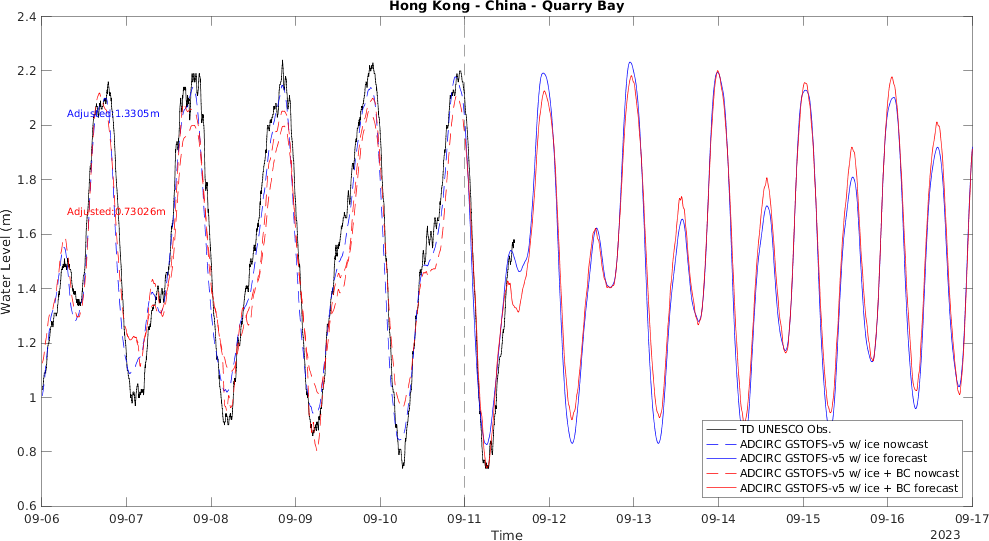 Hong Kong - China - Quarry Bay
2.4
2.2
2
1.8
1.6
1.4
1.2
1
0.8
0.6
Water Level (m)
Adjusted:1.3305m
Adjusted:0.73026m
TD UNESCO Obs.
ADCIRC GSTOFS-v5 w/ ice nowcast
ADCIRC GSTOFS-v5 w/ ice forecast
ADCIRC GSTOFS-v5 w/ ice + BC nowcast
ADCIRC GSTOFS-v5 w/ ice + BC forecast
09-06 09-07 09-08 09-09 09-10 09-11 09-12 09-13 09-14 09-15 09-16 09-17
Time
2023